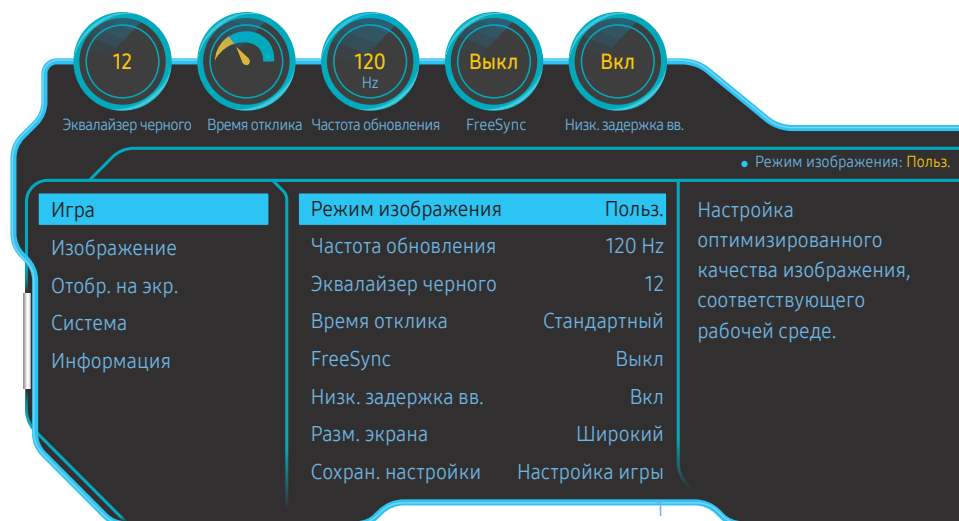 12
120
Hz
Выкл
Вкл
Эквалайзер черного
Время отклика
Частота обновления
FreeSync
Низк. задержка вв.
Режим изображения: Польз.
Игра
Изображение
Отобр. на экр.
Система
Информация
Режим изображения Польз.
Частота обновления 120 Hz
Эквалайзер черного 12
Время отклика Стандартный
FreeSync Выкл
Низк. задержка вв. Вкл
Разм. экрана Широкий
Сохран. настройки Настройка игры
Настройка
оптимизированного
качества изображения,
соответствующего
рабочей среде.